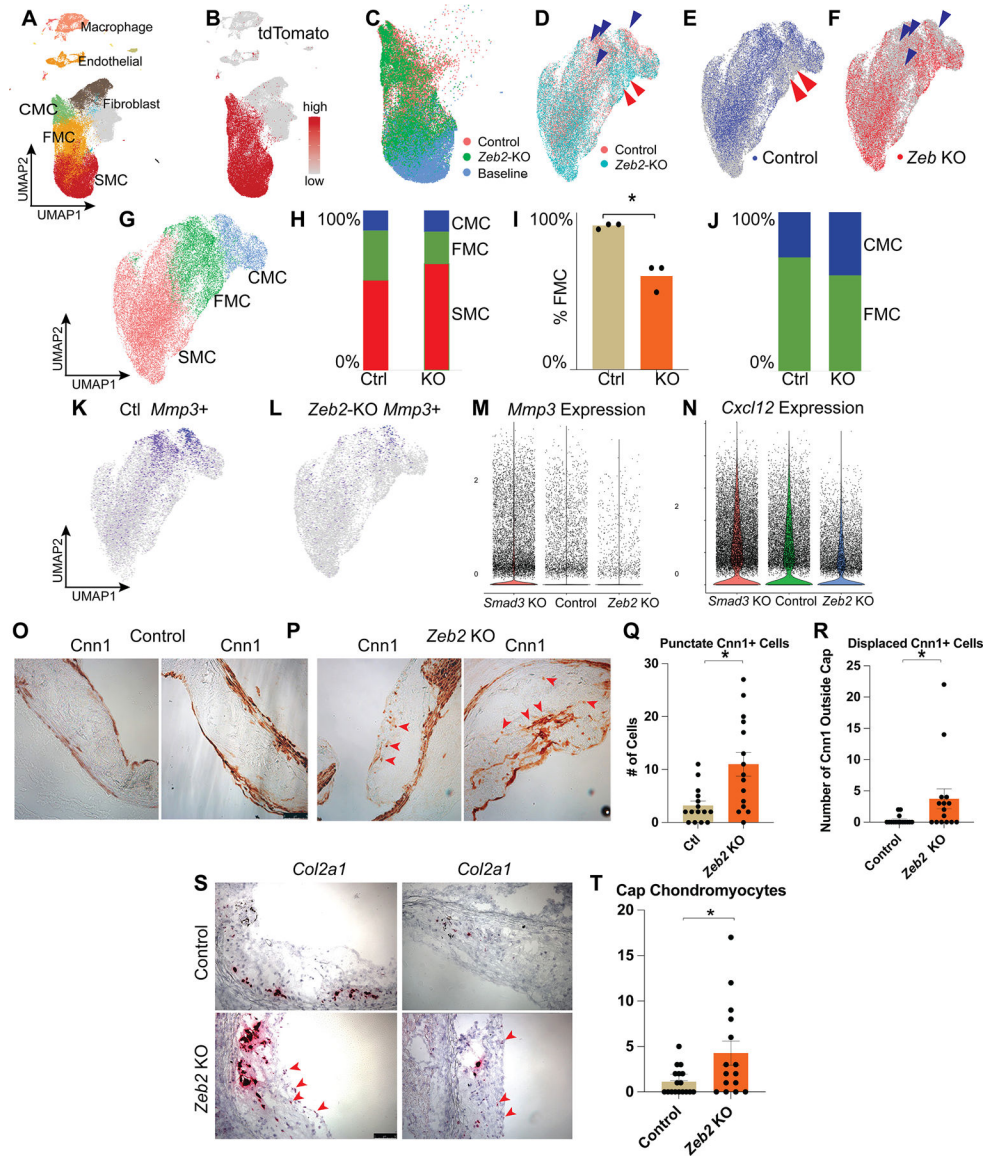 A
Macrophage
Endothelial
Fibroblast
CMC
FMC
SMC
UMAP2
UMAP1
B
tdTomato
high
low
C
Control
Zeb2-KO
Baseline
D
Control
Zeb2-KO
E
Control
F
Zeb KO
G
CMC
FMC
SMC
UMAP2
UMAP1
H
100%
0%
CMC
FMC
SMC
Ctrl
KO
I
100%
% FMC
0%
*
Ctrl
KO
J
100%
0%
CMC
FMC
Ctrl
KO
K
Ctl Mmp3+
UMAP2
UMAP1
L
Zeb2-KO Mmp3+
M
Mmp3 Expression
2
0
Smad3 KO
Control
Zeb2 KO
N
Cxcl12 Expression
2
0
Smad3 KO
Control
Zeb2 KO
O
Control
Cnn1
Cnn1
P
Zeb2 KO
Cnn1
Cnn1
Q
Punctate Cnn1+ Cells
*
# of Cells
30
20
10
0
Ctl
Zeb2 KO
R
Displaced Cnn1+ Cells
*
Number of Cnn1 Outside Cap
25
20
15
10
5
0
Control
Zeb2 KO
S
Col2a1
Col2a1
Control
Zeb2 KO
T
Cap Chondromyocytes
*
20
15
10
5
0
Control
Zeb2 KO